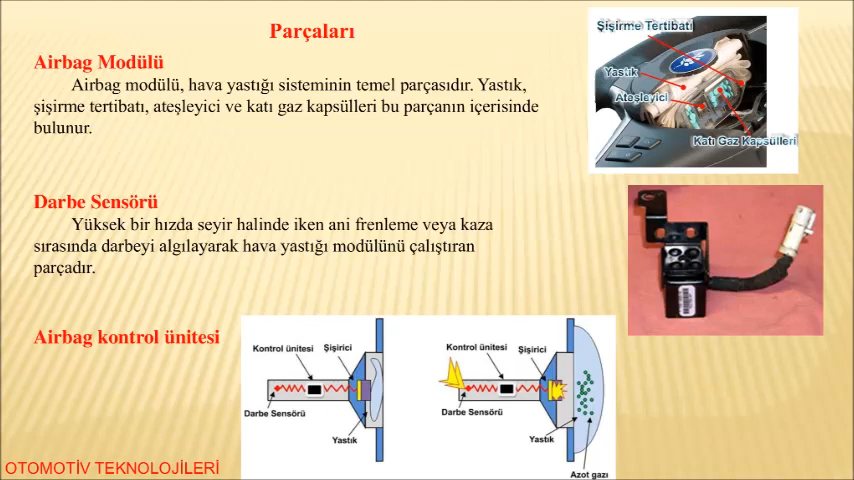 Parçaları
Airbag Modülü
Airbag modülü, hava yastığı sisteminin temel parçasıdır. Yastık,
şişirme tertibatı, ateşleyici ve katı gaz kapsülleri bu parçanın içerisinde
bulunur.
Şişirme Tertibatı
Yastık
Ateşleyici
Katı Gaz Kapsülleri
Darbe Sensörü
Yüksek bir hızda seyir halinde iken ani frenleme veya kaza
sırasında darbeyi algılayarak hava yastığı modülünü çalıştıran
parçadır.
Airbag kontrol ünitesi
Kontrol ünitesi
Şişirici
Darbe Sensörü
Yastık
Kontrol ünitesi
Şişirici
Darbe Sensörü
Yastık
Azot gazı
OTOMOTİV TEKNOLOJİLERİ